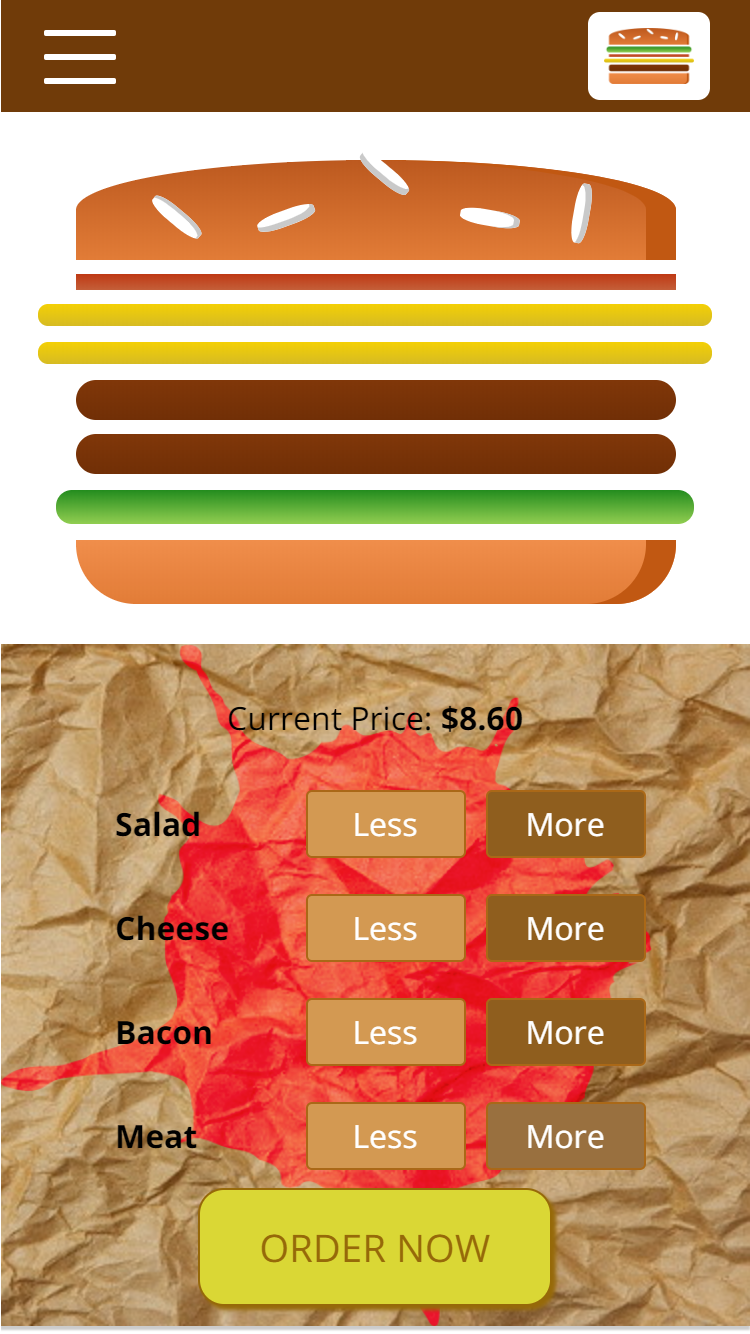 Current Price: $8.60
Salad Less More
Cheese Less More
Bacon Less More
Meat Less More
ORDER NOW